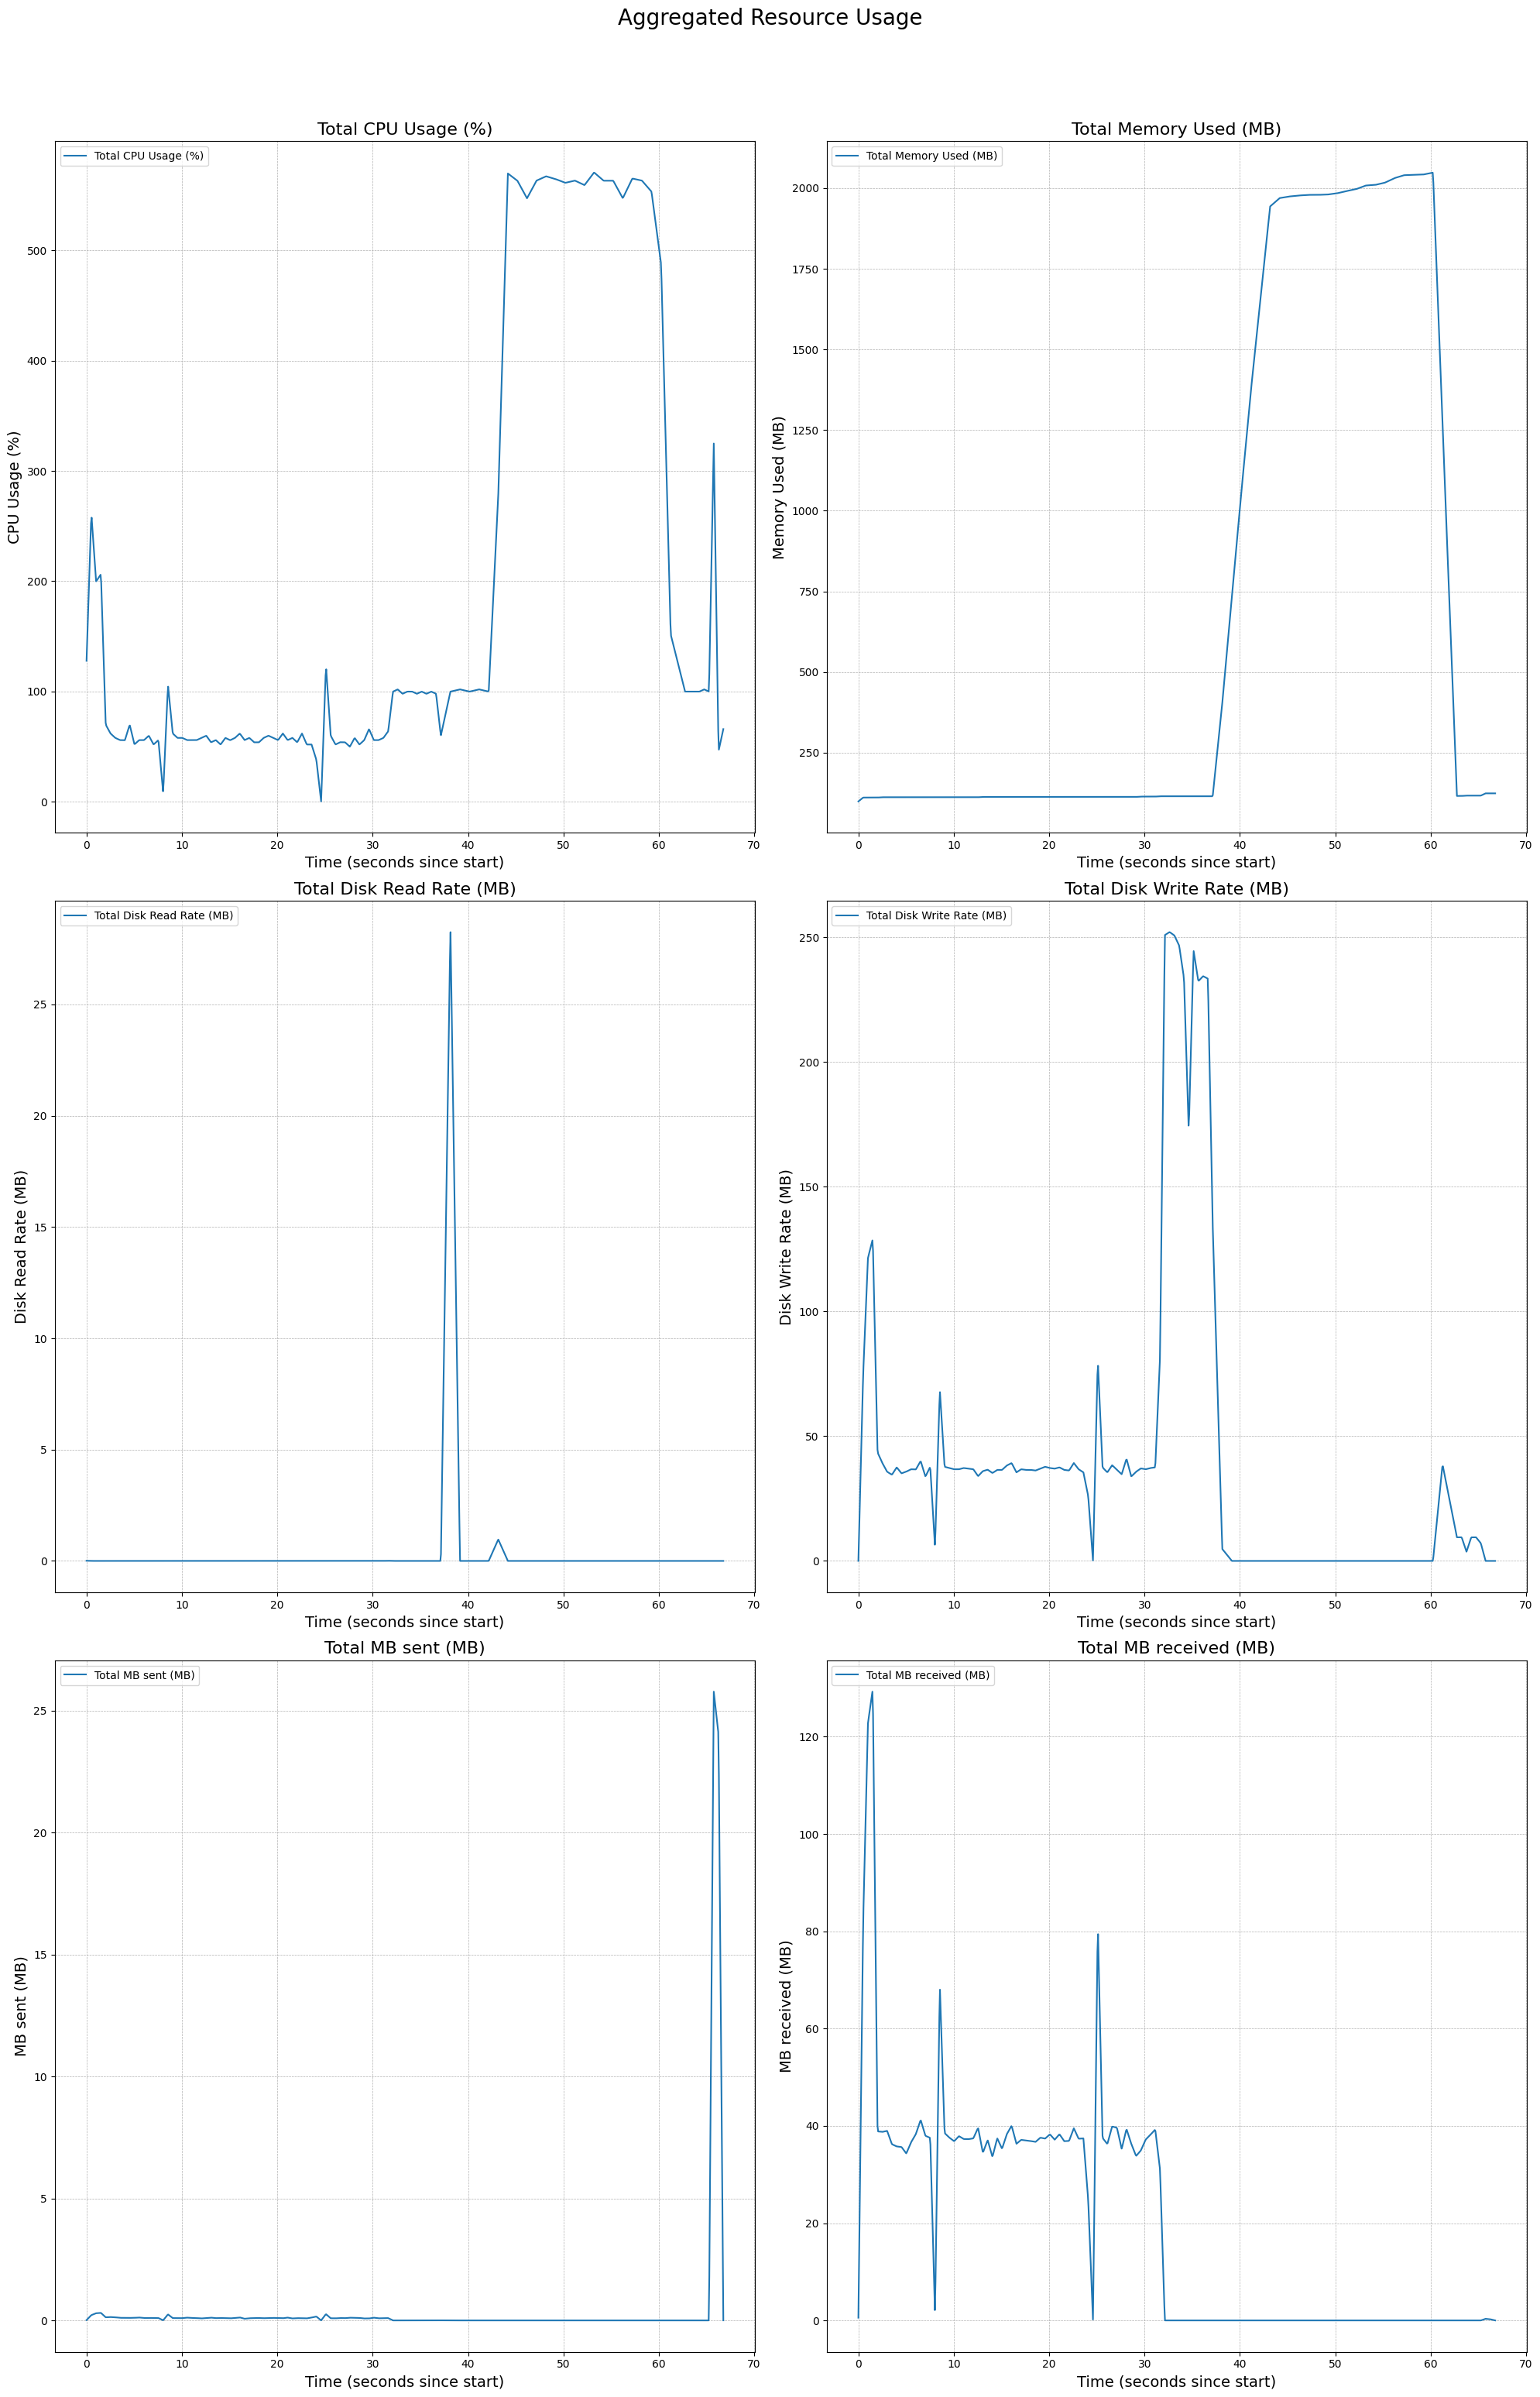 Aggregated Resource Usage
Total CPU Usage (%)
Total CPU Usage (%)
CPU Usage (%)
500
400
300
200
100
0
0 10 20 30 40 50 60 70
Time (seconds since start)
Total Memory Used (MB)
Total Memory Used (MB)
Memory Used (MB)
2000
1750
1500
1250
1000
750
500
250
0 10 20 30 40 50 60 70
Time (seconds since start)
Total Disk Read Rate (MB)
Total Disk Read Rate (MB)
Disk Read Rate (MB)
25
20
15
10
5
0
0 10 20 30 40 50 60 70
Time (seconds since start)
Total Disk Write Rate (MB)
Total Disk Write Rate (MB)
Disk Write Rate (MB)
250
200
150
100
50
0
0 10 20 30 40 50 60 70
Time (seconds since start)
Total MB sent (MB)
Total MB sent (MB)
MB sent (MB)
25
20
15
10
5
0
0 10 20 30 40 50 60 70
Time (seconds since start)
Total MB received (MB)
Total MB received (MB)
MB received (MB)
120
100
80
60
40
20
0
0 10 20 30 40 50 60 70
Time (seconds since start)